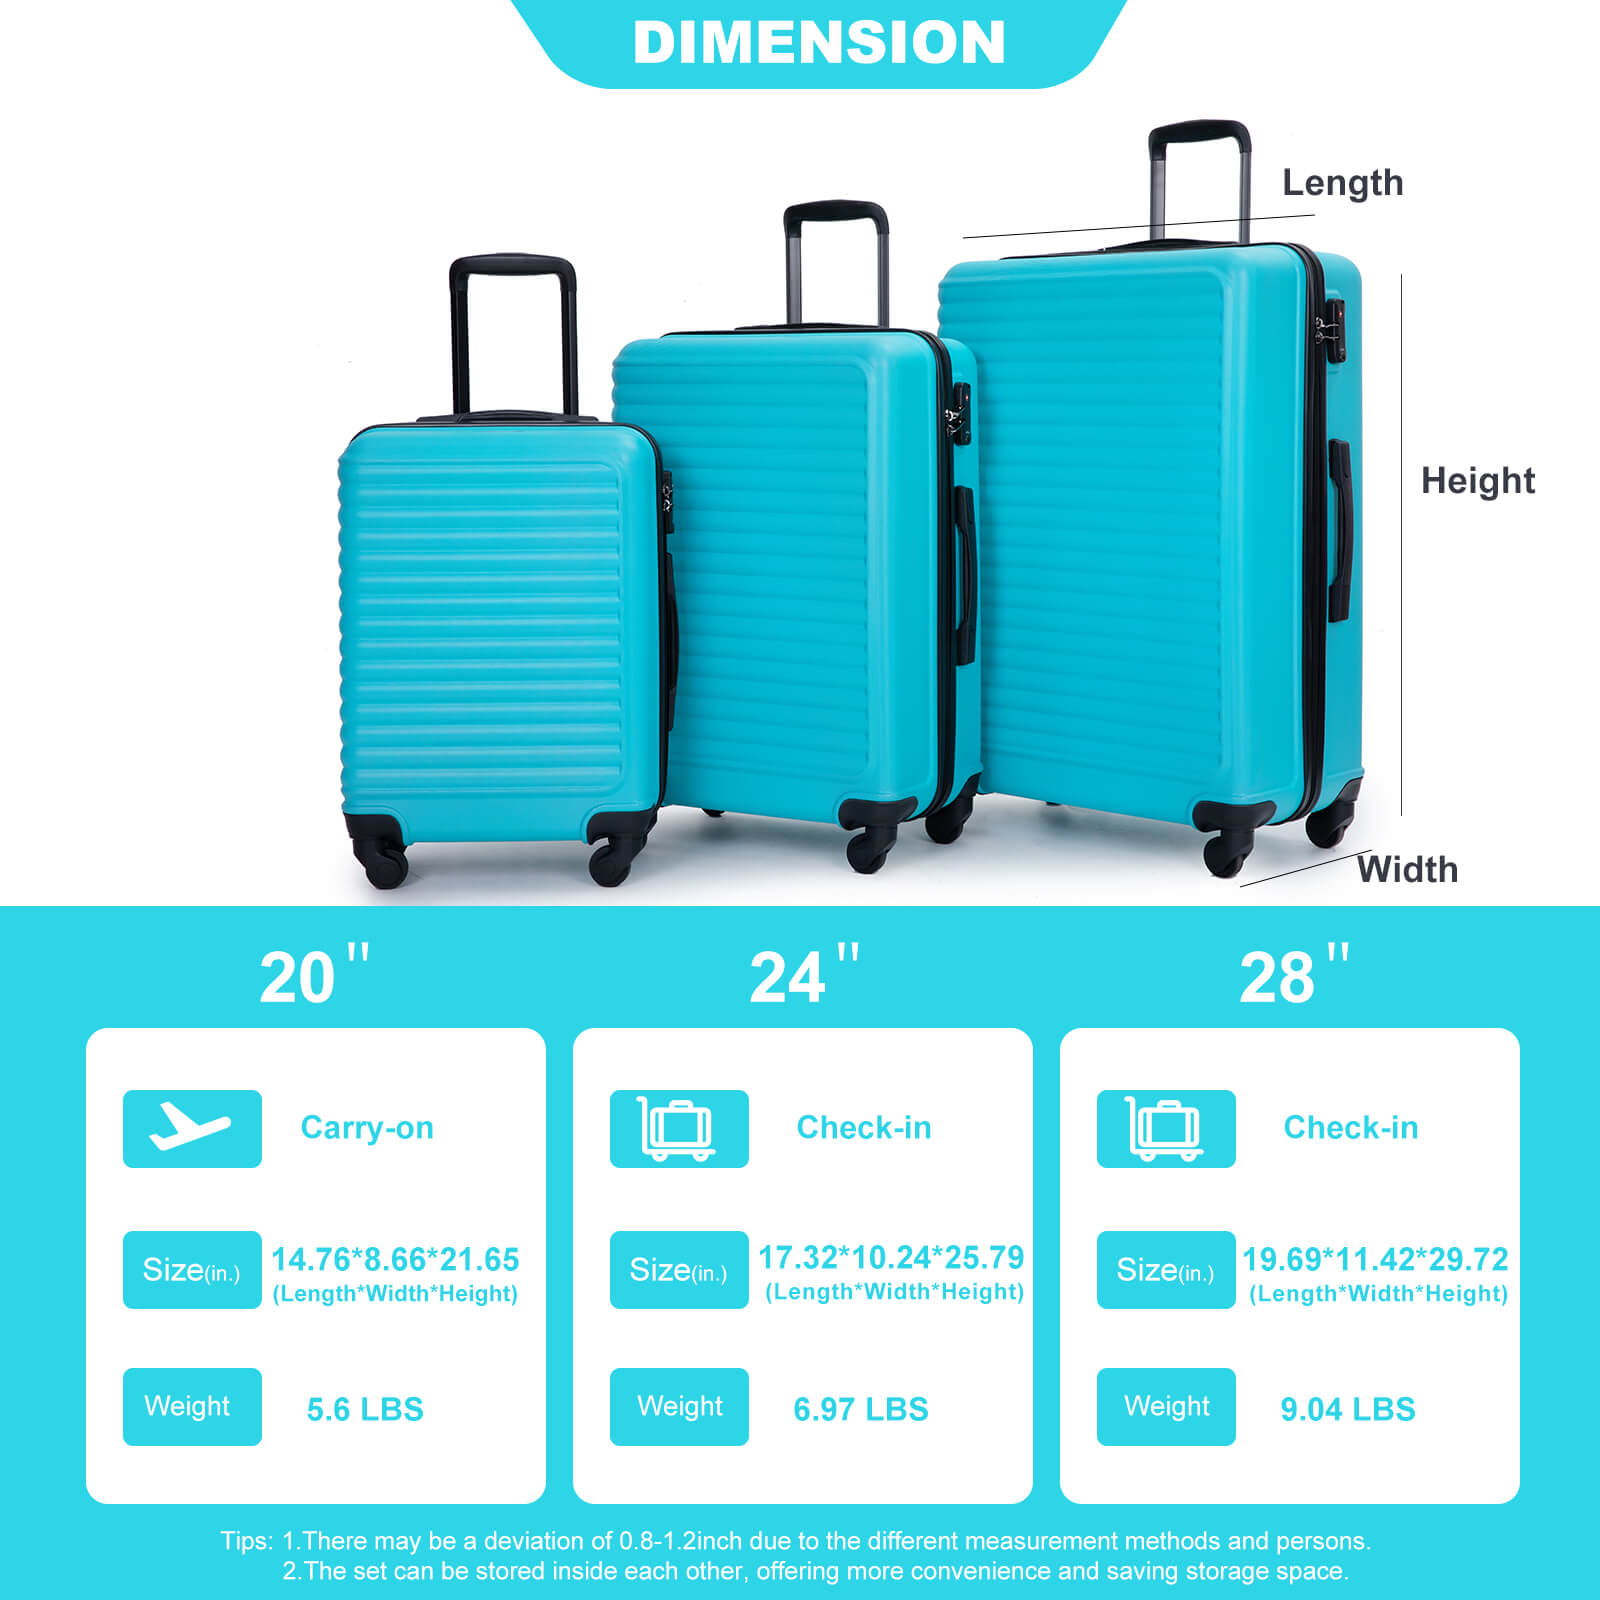 DIMENSION
Length
Height
Width
20"
24"
28"
Carry-on
Size(in.)
14.76*8.66*21.65
(Length*Width*Height)
Weight
5.6 LBS
Check-in
Size(in.)
17.32*10.24*25.79
(Length*Width*Height)
Weight
6.97 LBS
Check-in
Size(in.)
19.69*11.42*29.72
(Length*Width*Height)
Weight
9.04 LBS
Tips: 1.There may be a deviation of 0.8-1.2inch due to the different measurement methods and persons.
2.The set can be stored inside each other, offering more convenience and saving storage space.